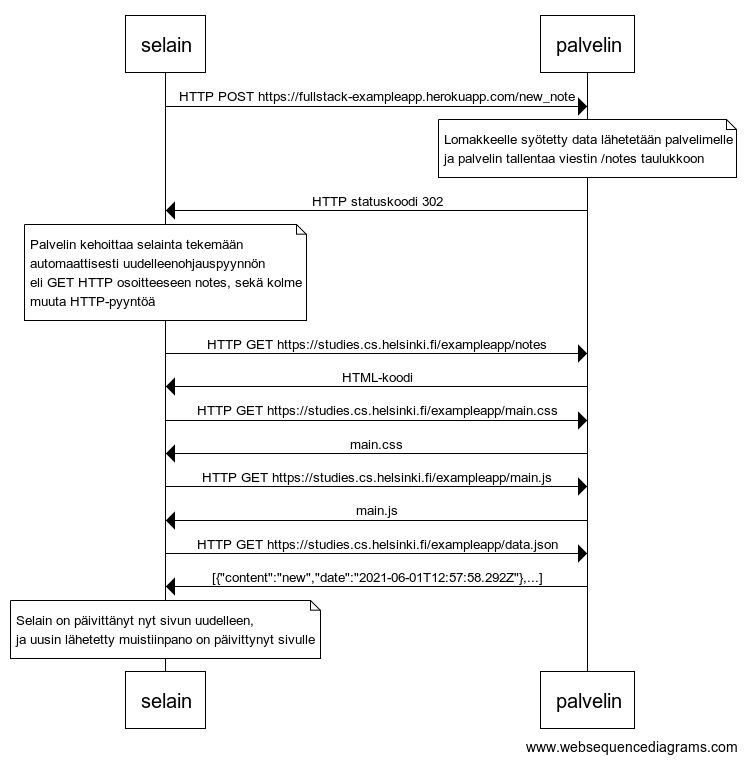 selain
palvelin
HTTP POST https://fullstack-exampleapp.herokuapp.com/new_note
Lomakkeelle syötetty data lähetetään palvelimelle
ja palvelin tallentaa viestin /notes taulukkoon
HTTP statuskoodi 302
Palvelin kehoittaa selainta tekemään
automaattisesti uudelleenohjauspyynnön
eli GET HTTP osoitteeseen notes, sekä kolme
muuta HTTP-pyyntöä
HTTP GET https://studies.cs.helsinki.fi/exampleapp/notes
HTML-koodi
HTTP GET https://studies.cs.helsinki.fi/exampleapp/main.css
main.css
HTTP GET https://studies.cs.helsinki.fi/exampleapp/main.js
main.js
HTTP GET https://studies.cs.helsinki.fi/exampleapp/data.json
[{"content":"new","date":"2021-06-01T12:57:58.292Z"},...]
Selain on päivittänyt nyt sivun uudelleen,
ja uusin lähetetty muistiinpano on päivittynyt sivulle
selain
palvelin
www.websequencediagrams.com